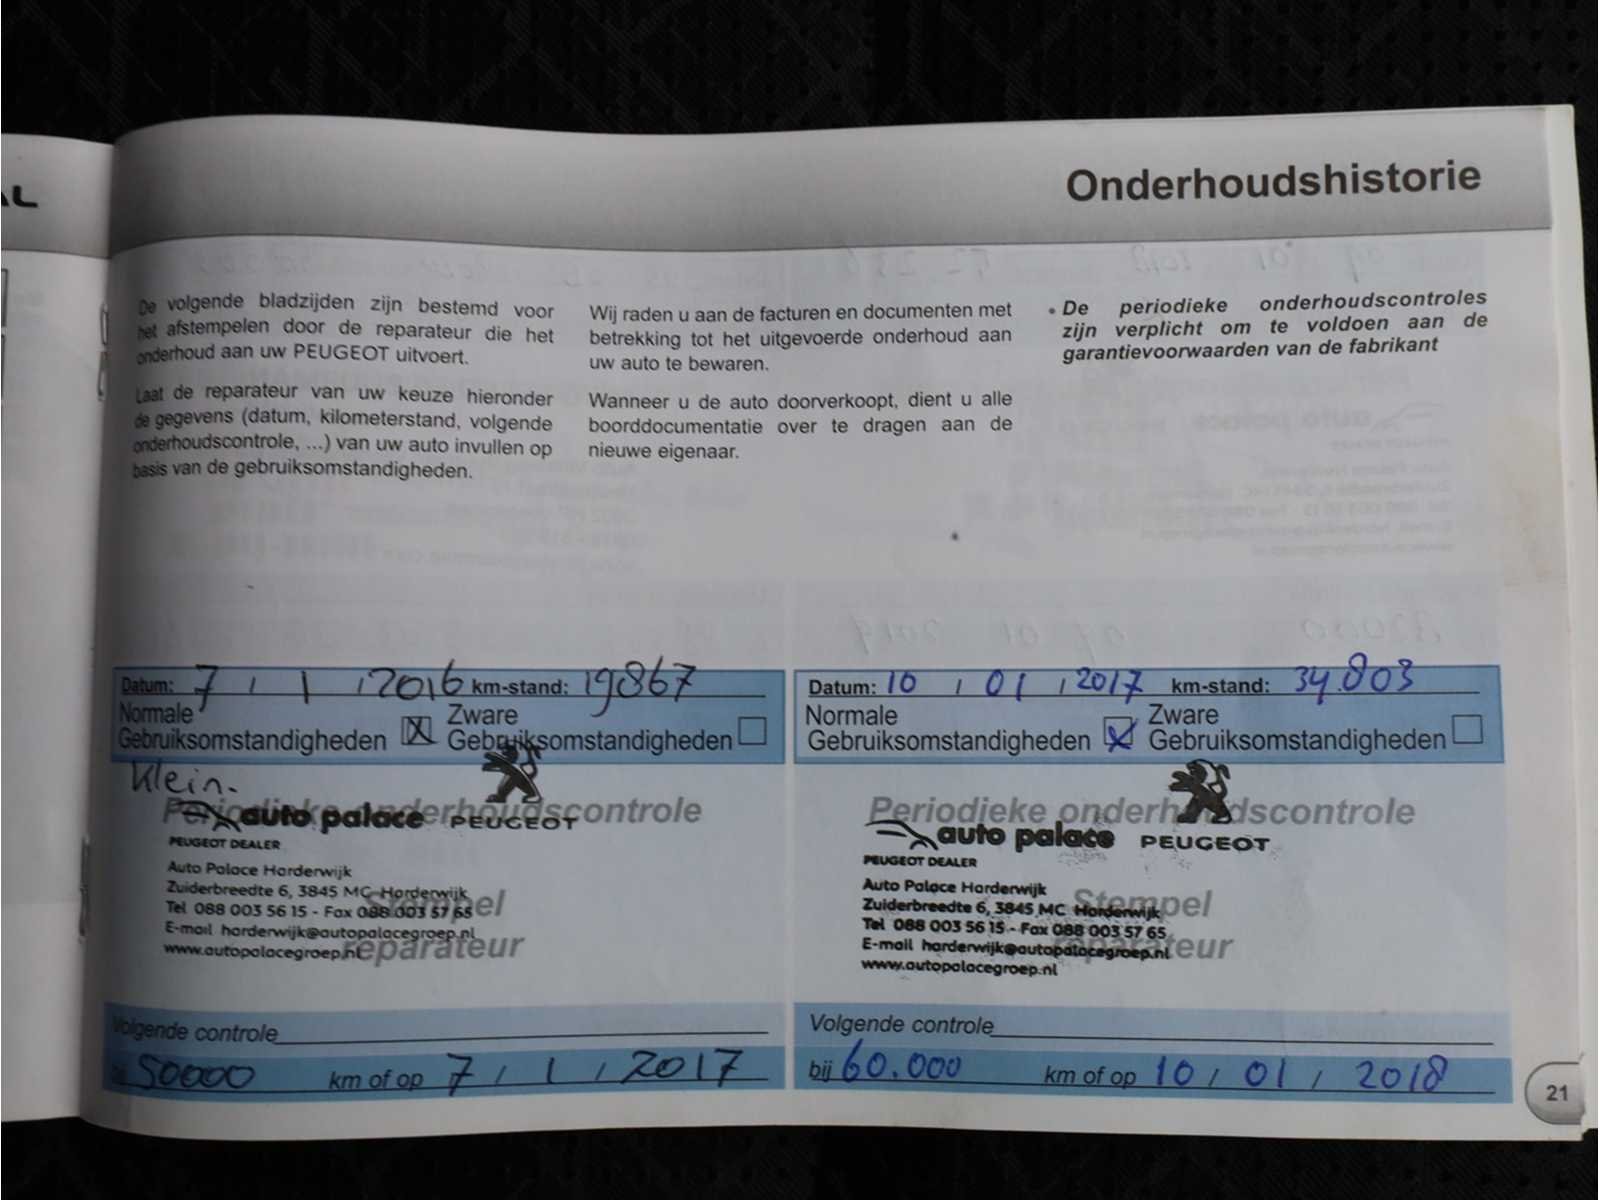 AL
Onderhoudshistorie
De volgende bladzijden zijn bestemd voor
het afstempelen door de reparateur die het
onderhoud aan uw PEUGEOT uitvoert.
Laat de reparateur van uw keuze hieronder
de gegevens (datum, kilometerstand, volgende
onderhoudscontrole, ...) van uw auto invullen op
basis van de gebruiksomstandigheden.
Wij raden u aan de facturen en documenten met
betrekking tot het uitgevoerde onderhoud aan
uw auto te bewaren.
Wanneer u de auto doorverkoopt, dient u alle
boorddocumentatie over te dragen aan de
nieuwe eigenaar.
• De periodieke onderhoudscontroles
zijn verplicht om te voldoen aan de
garantievoorwaarden van de fabrikant
Datum: 7 / 1 / 2016 km-stand: 19867
Normale
Gebruiksomstandigheden X Zware
Gebruiksomstandigheden
Klein.
Periodieke onderhoudscontrole
auto palace PEUGEOT
PEUGEOT DEALER
Auto Palace Harderwijk
Zuiderbreedte 6, 3845 MC Harderwijk
Tel 088 003 56 15 - Fax 088 003 57 65
E-mail harderwijk@autopalacegroep.nl
www.autopalacegroep.nl
Stempel
reparateur
Volgende controle
bij 50000 km of op 7 / 1 / 2017
Datum: 10 / 01 / 2017 km-stand: 34.803
Normale
Gebruiksomstandigheden X Zware
Gebruiksomstandigheden
Periodieke onderhoudscontrole
auto palace PEUGEOT
PEUGEOT DEALER
Auto Palace Harderwijk
Zuiderbreedte 6, 3845 MC Harderwijk
Tel 088 003 56 15 - Fax 088 003 57 65
E-mail harderwijk@autopalacegroep.nl
www.autopalacegroep.nl
Stempel
reparateur
Volgende controle
bij 60.000 km of op 10 / 01 / 2018
21